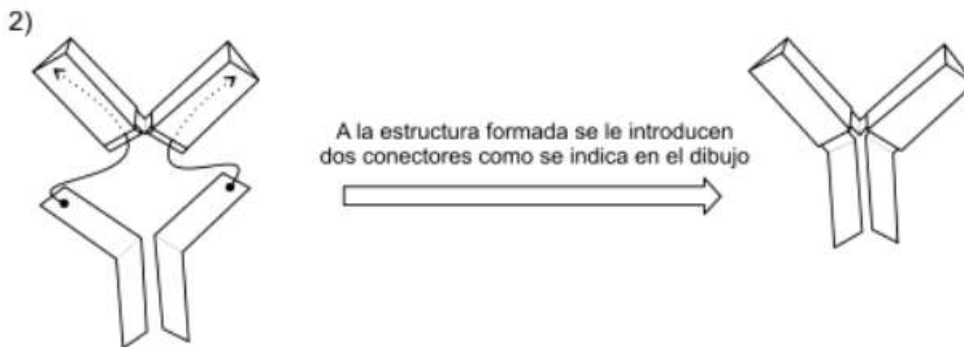 2)
A la estructura formada se le introducen
dos conectores como se indica en el dibujo